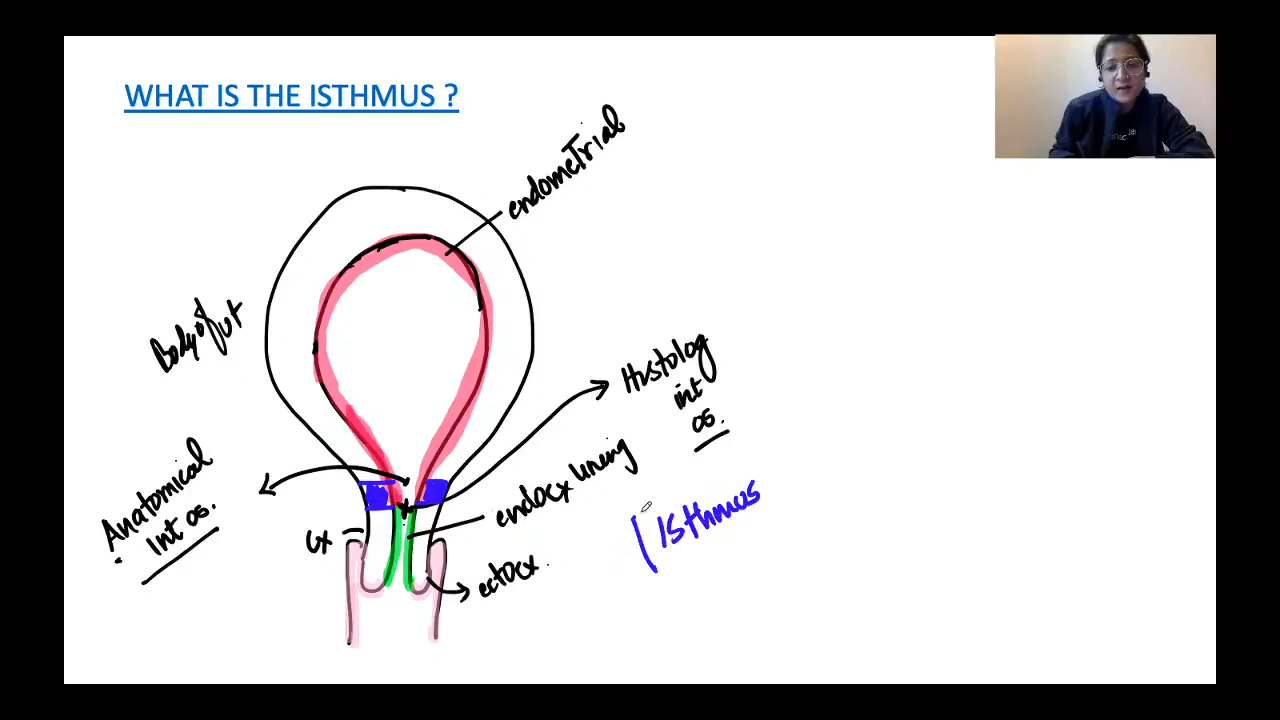 WHAT IS THE ISTHMUS ?
endometrial
Body of ut
Histolog
int
os.
Anatomical
Int os.
endocx lining
Isthmus
Cx
ectocx.